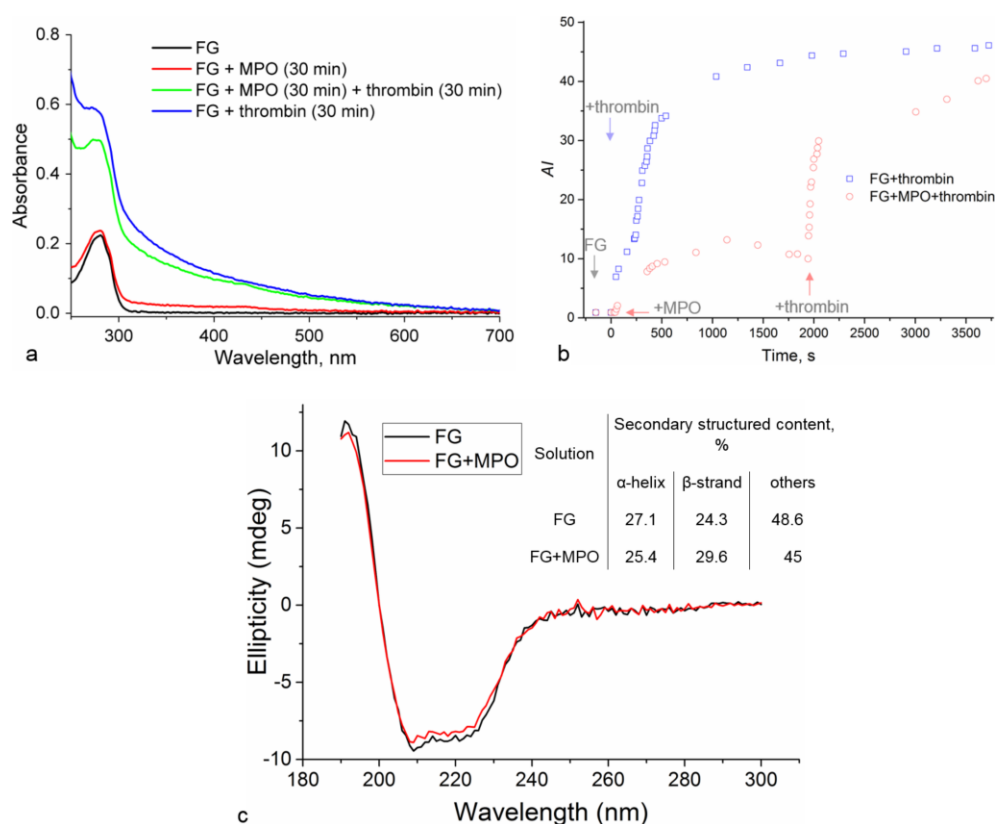 FG
FG + MPO (30 min)
FG + MPO (30 min) + thrombin (30 min)
FG + thrombin (30 min)
0.8
0.6
0.4
0.2
0.0
Absorbance
300
400
500
600
700
Wavelength, nm
a
50
40
30
20
10
0
AI
+thrombin
FG
+MPO
+thrombin
FG+thrombin
FG+MPO+thrombin
0
500
1000
1500
2000
2500
3000
3500
Time, s
b
10
5
0
-5
-10
Ellipticity (mdeg)
FG
FG+MPO
Solution
Secondary structured content,
%
α-helix β-strand others
FG 27.1 24.3 48.6
FG+MPO 25.4 29.6 45
180
200
220
240
260
280
300
Wavelength (nm)
c